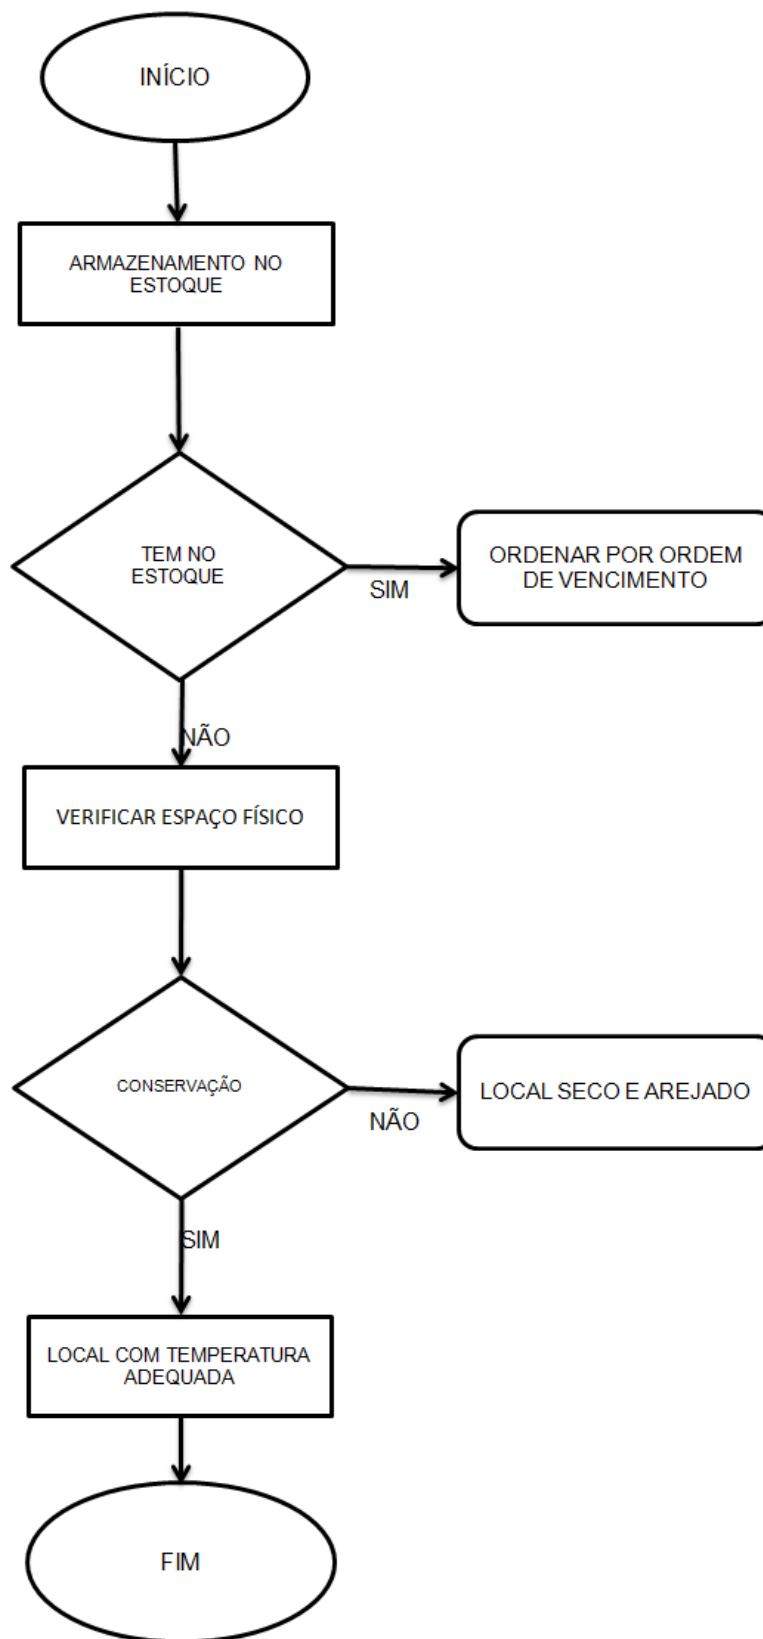 INÍCIO
ARMAZENAMENTO NO
ESTOQUE
TEM NO
ESTOQUE
SIM
ORDENAR POR ORDEM
DE VENCIMENTO
NÃO
VERIFICAR ESPAÇO FÍSICO
CONSERVAÇÃO
NÃO
LOCAL SECO E AREJADO
SIM
LOCAL COM TEMPERATURA
ADEQUADA
FIM